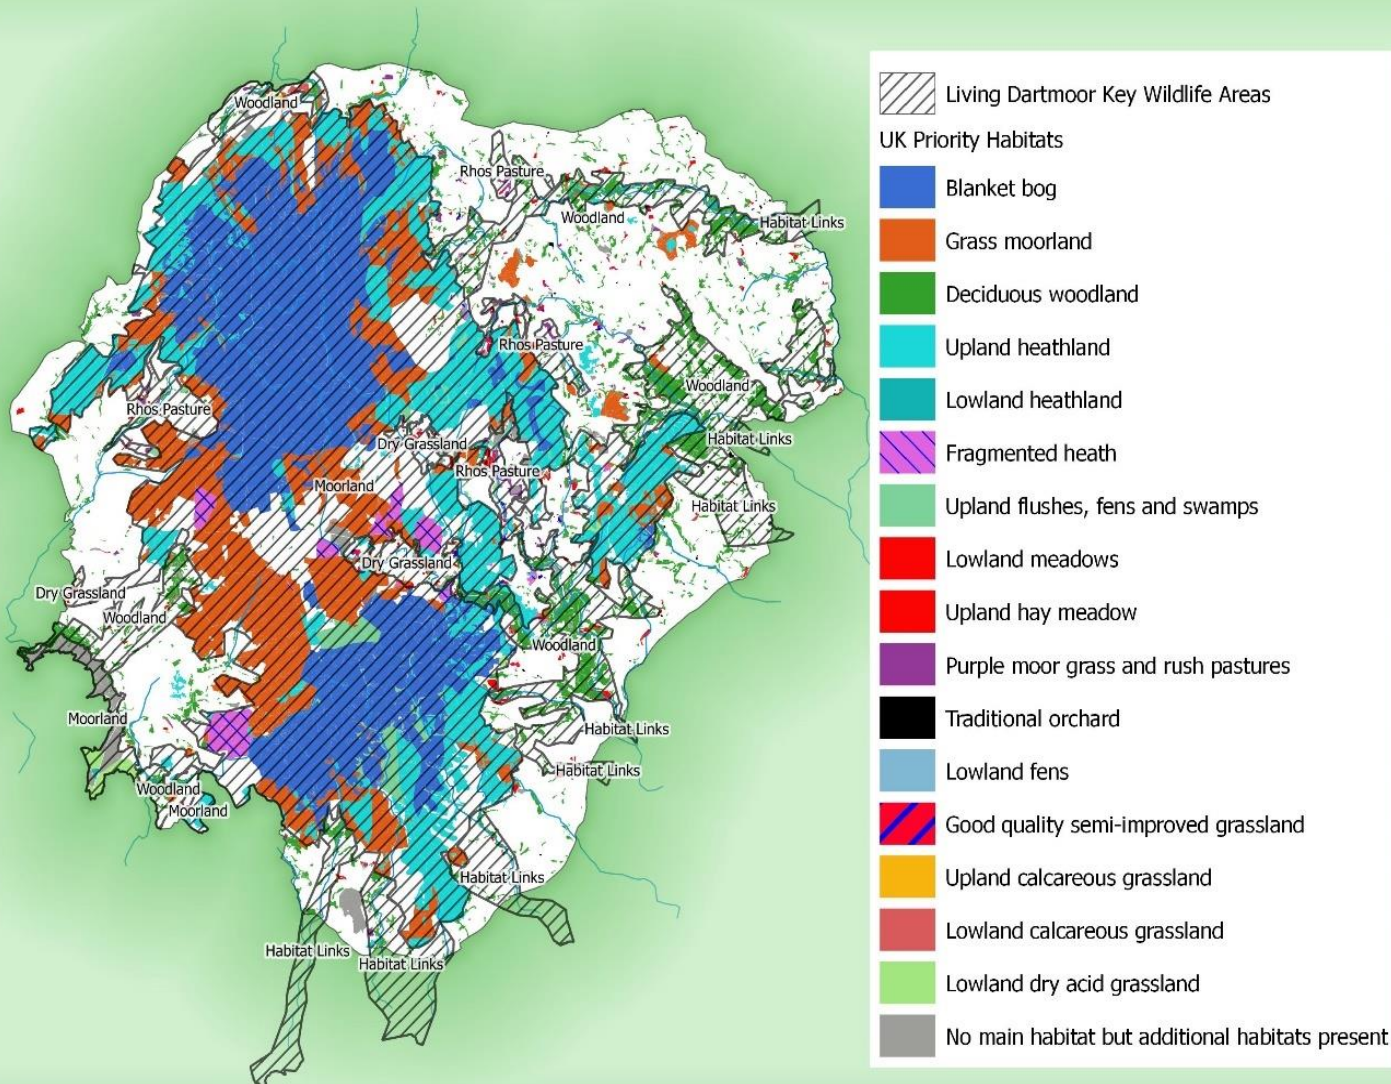 Woodland
Rhos Pasture
Woodland
Habitat Links
Rhos Pasture
Woodland
Rhos Pasture
Habitat Links
Dry Grassland
Rhos Pasture
Moorland
Habitat Links
Dry Grassland
Dry Grassland
Woodland
Woodland
Moorland
Habitat Links
Habitat Links
Woodland
Moorland
Habitat Links
Habitat Links
Habitat Links
Living Dartmoor Key Wildlife Areas
UK Priority Habitats
Blanket bog
Grass moorland
Deciduous woodland
Upland heathland
Lowland heathland
Fragmented heath
Upland flushes, fens and swamps
Lowland meadows
Upland hay meadow
Purple moor grass and rush pastures
Traditional orchard
Lowland fens
Good quality semi-improved grassland
Upland calcareous grassland
Lowland calcareous grassland
Lowland dry acid grassland
No main habitat but additional habitats present